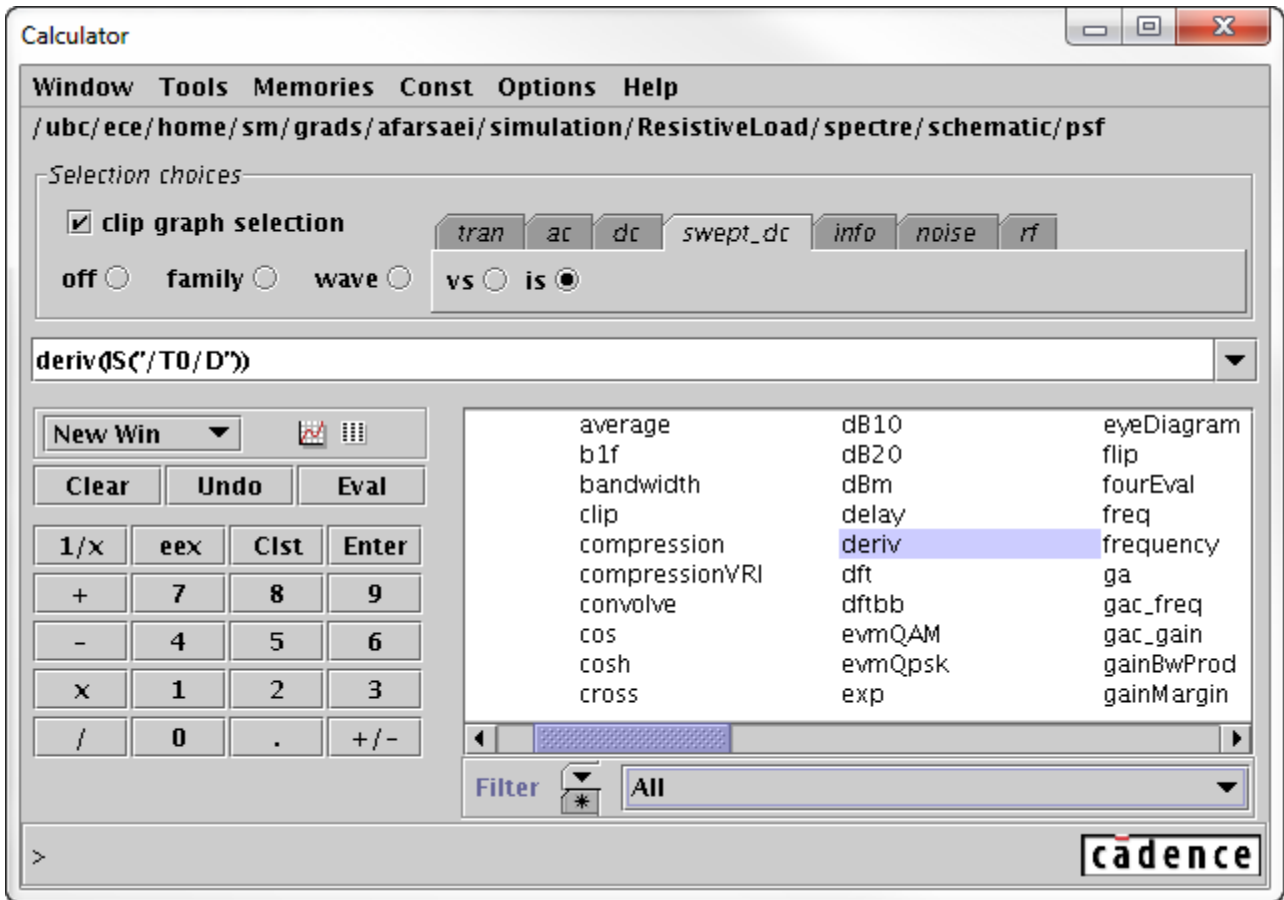 Calculator
Window Tools Memories Const Options Help
/ubc/ece/home/sm/grads/afarsaei/simulation/ResistiveLoad/spectre/schematic/psf
Selection choices
clip graph selection
tran ac dc swept_dc info noise rf
off family wave vs is
deriv(IS("/T0/D"))
New Win
Clear Undo Eval
1/x eex Clst Enter
+ 7 8 9
- 4 5 6
x 1 2 3
/ 0 . +/-
average dB10 eyeDiagram
b1f dB20 flip
bandwidth dBm fourEval
clip delay freq
compression deriv frequency
compressionVRI dft ga
convolve dftbb gac_freq
cos evmQAM gac_gain
cosh evmQpsk gainBwProd
cross exp gainMargin
Filter All
>
cādence